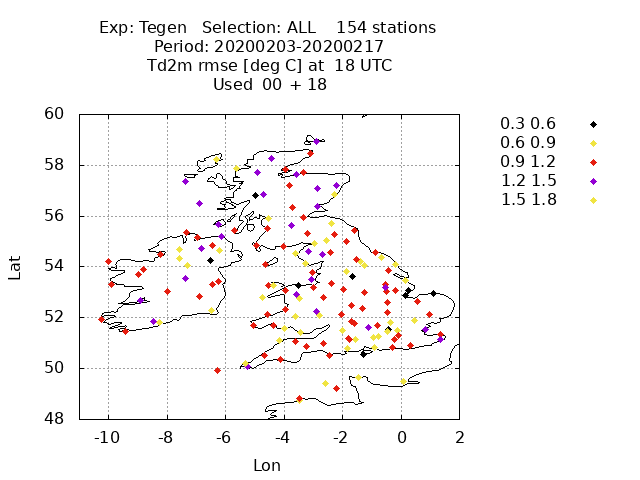 Exp: Tegen   Selection: ALL    154 stations
Period: 20200203-20200217
Td2m rmse [deg C] at  18 UTC
Used  00 + 18
60
58
56
54
52
50
48
Lat
-10 -8 -6 -4 -2 0 2
Lon
0.3 0.6
0.6 0.9
0.9 1.2
1.2 1.5
1.5 1.8